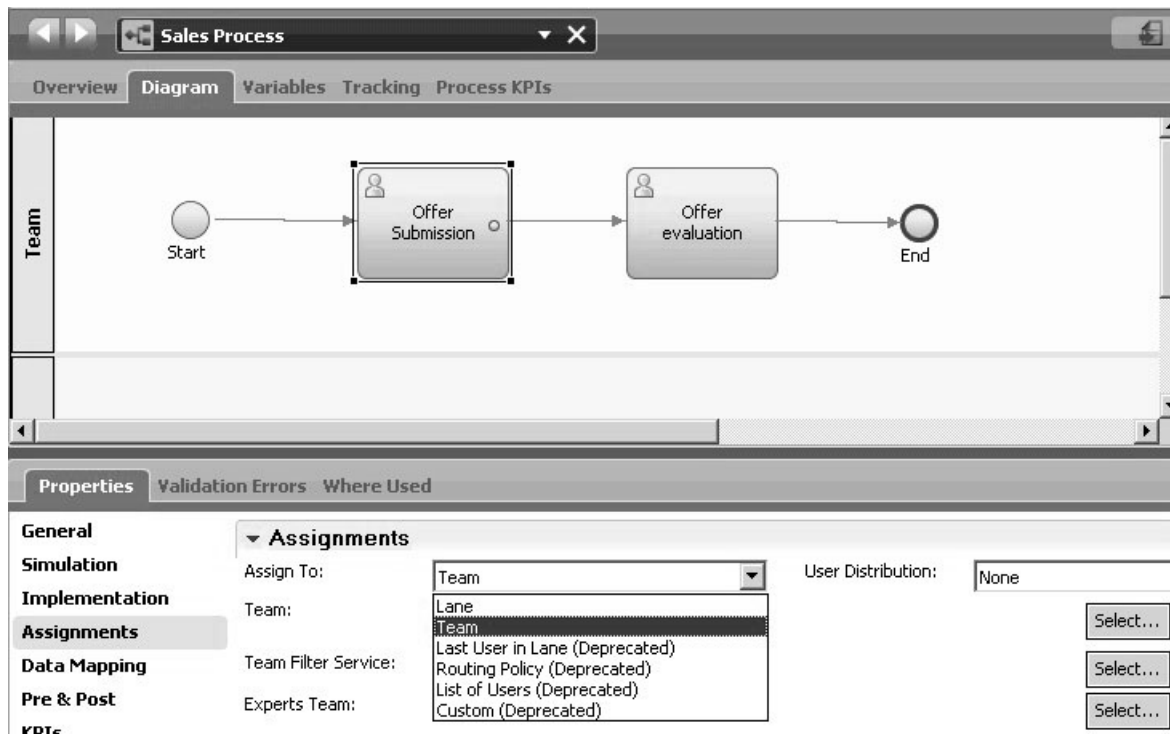 Sales Process
Overview Diagram Variables Tracking Process KPIs
Team
Start
Offer
Submission
Offer
evaluation
End
Properties Validation Errors Where Used
General
Simulation
Implementation
Assignments
Data Mapping
Pre & Post
KPIs
Assignments
Assign To: Team User Distribution: None
Lane
Team: Select...
Team
Last User in Lane (Deprecated)
Team Filter Service: Routing Policy (Deprecated) Select...
List of Users (Deprecated)
Experts Team: Custom (Deprecated) Select...